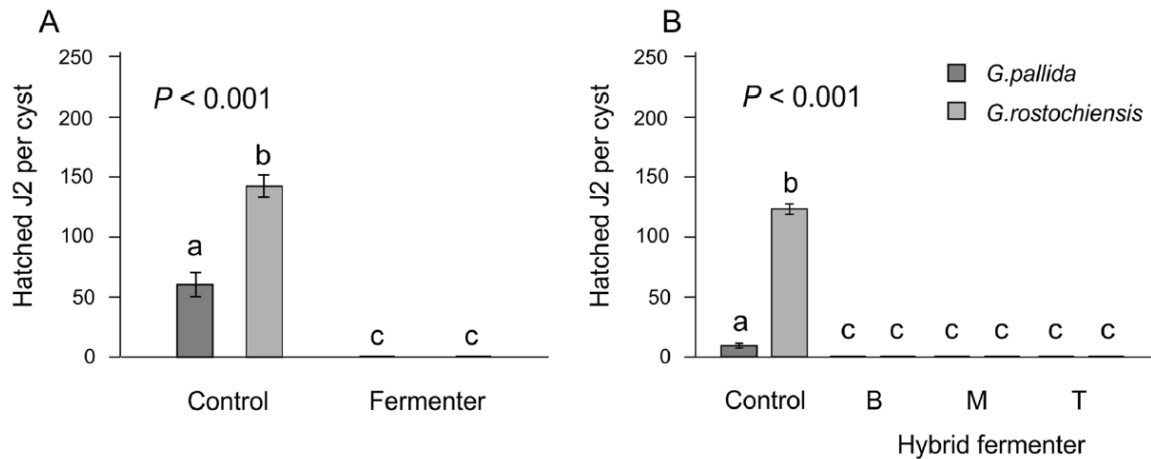 A
Hatched J2 per cyst
250
200
150
100
50
0
P < 0.001
a
b
c
c
Control
Fermenter
B
Hatched J2 per cyst
250
200
150
100
50
0
P < 0.001
G.pallida
G.rostochiensis
a
b
c c c c c c
Control B M T
Hybrid fermenter